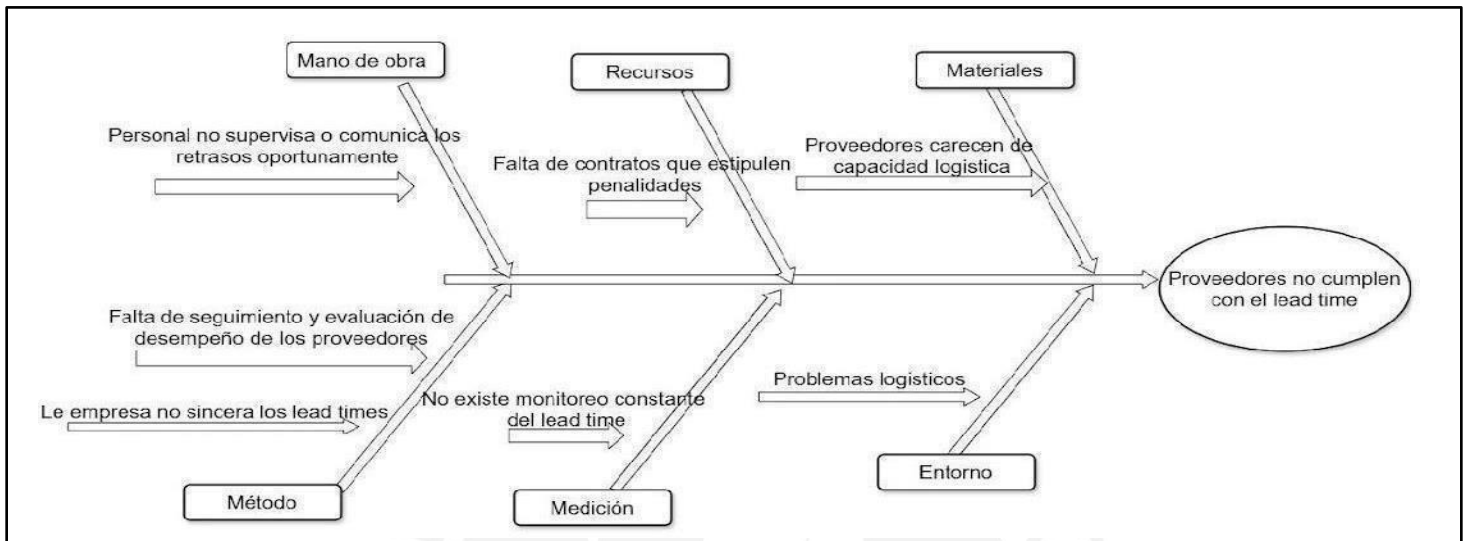 Mano de obra
Recursos
Materiales
Personal no supervisa o comunica los
retrasos oportunamente
Falta de contratos que estipulen
penalidades
Proveedores carecen de
capacidad logistica
Proveedores no cumplen
con el lead time
Falta de seguimiento y evaluación de
desempeño de los proveedores
Le empresa no sincera los lead times
No existe monitoreo constante
del lead time
Problemas logísticos
Método
Medición
Entorno